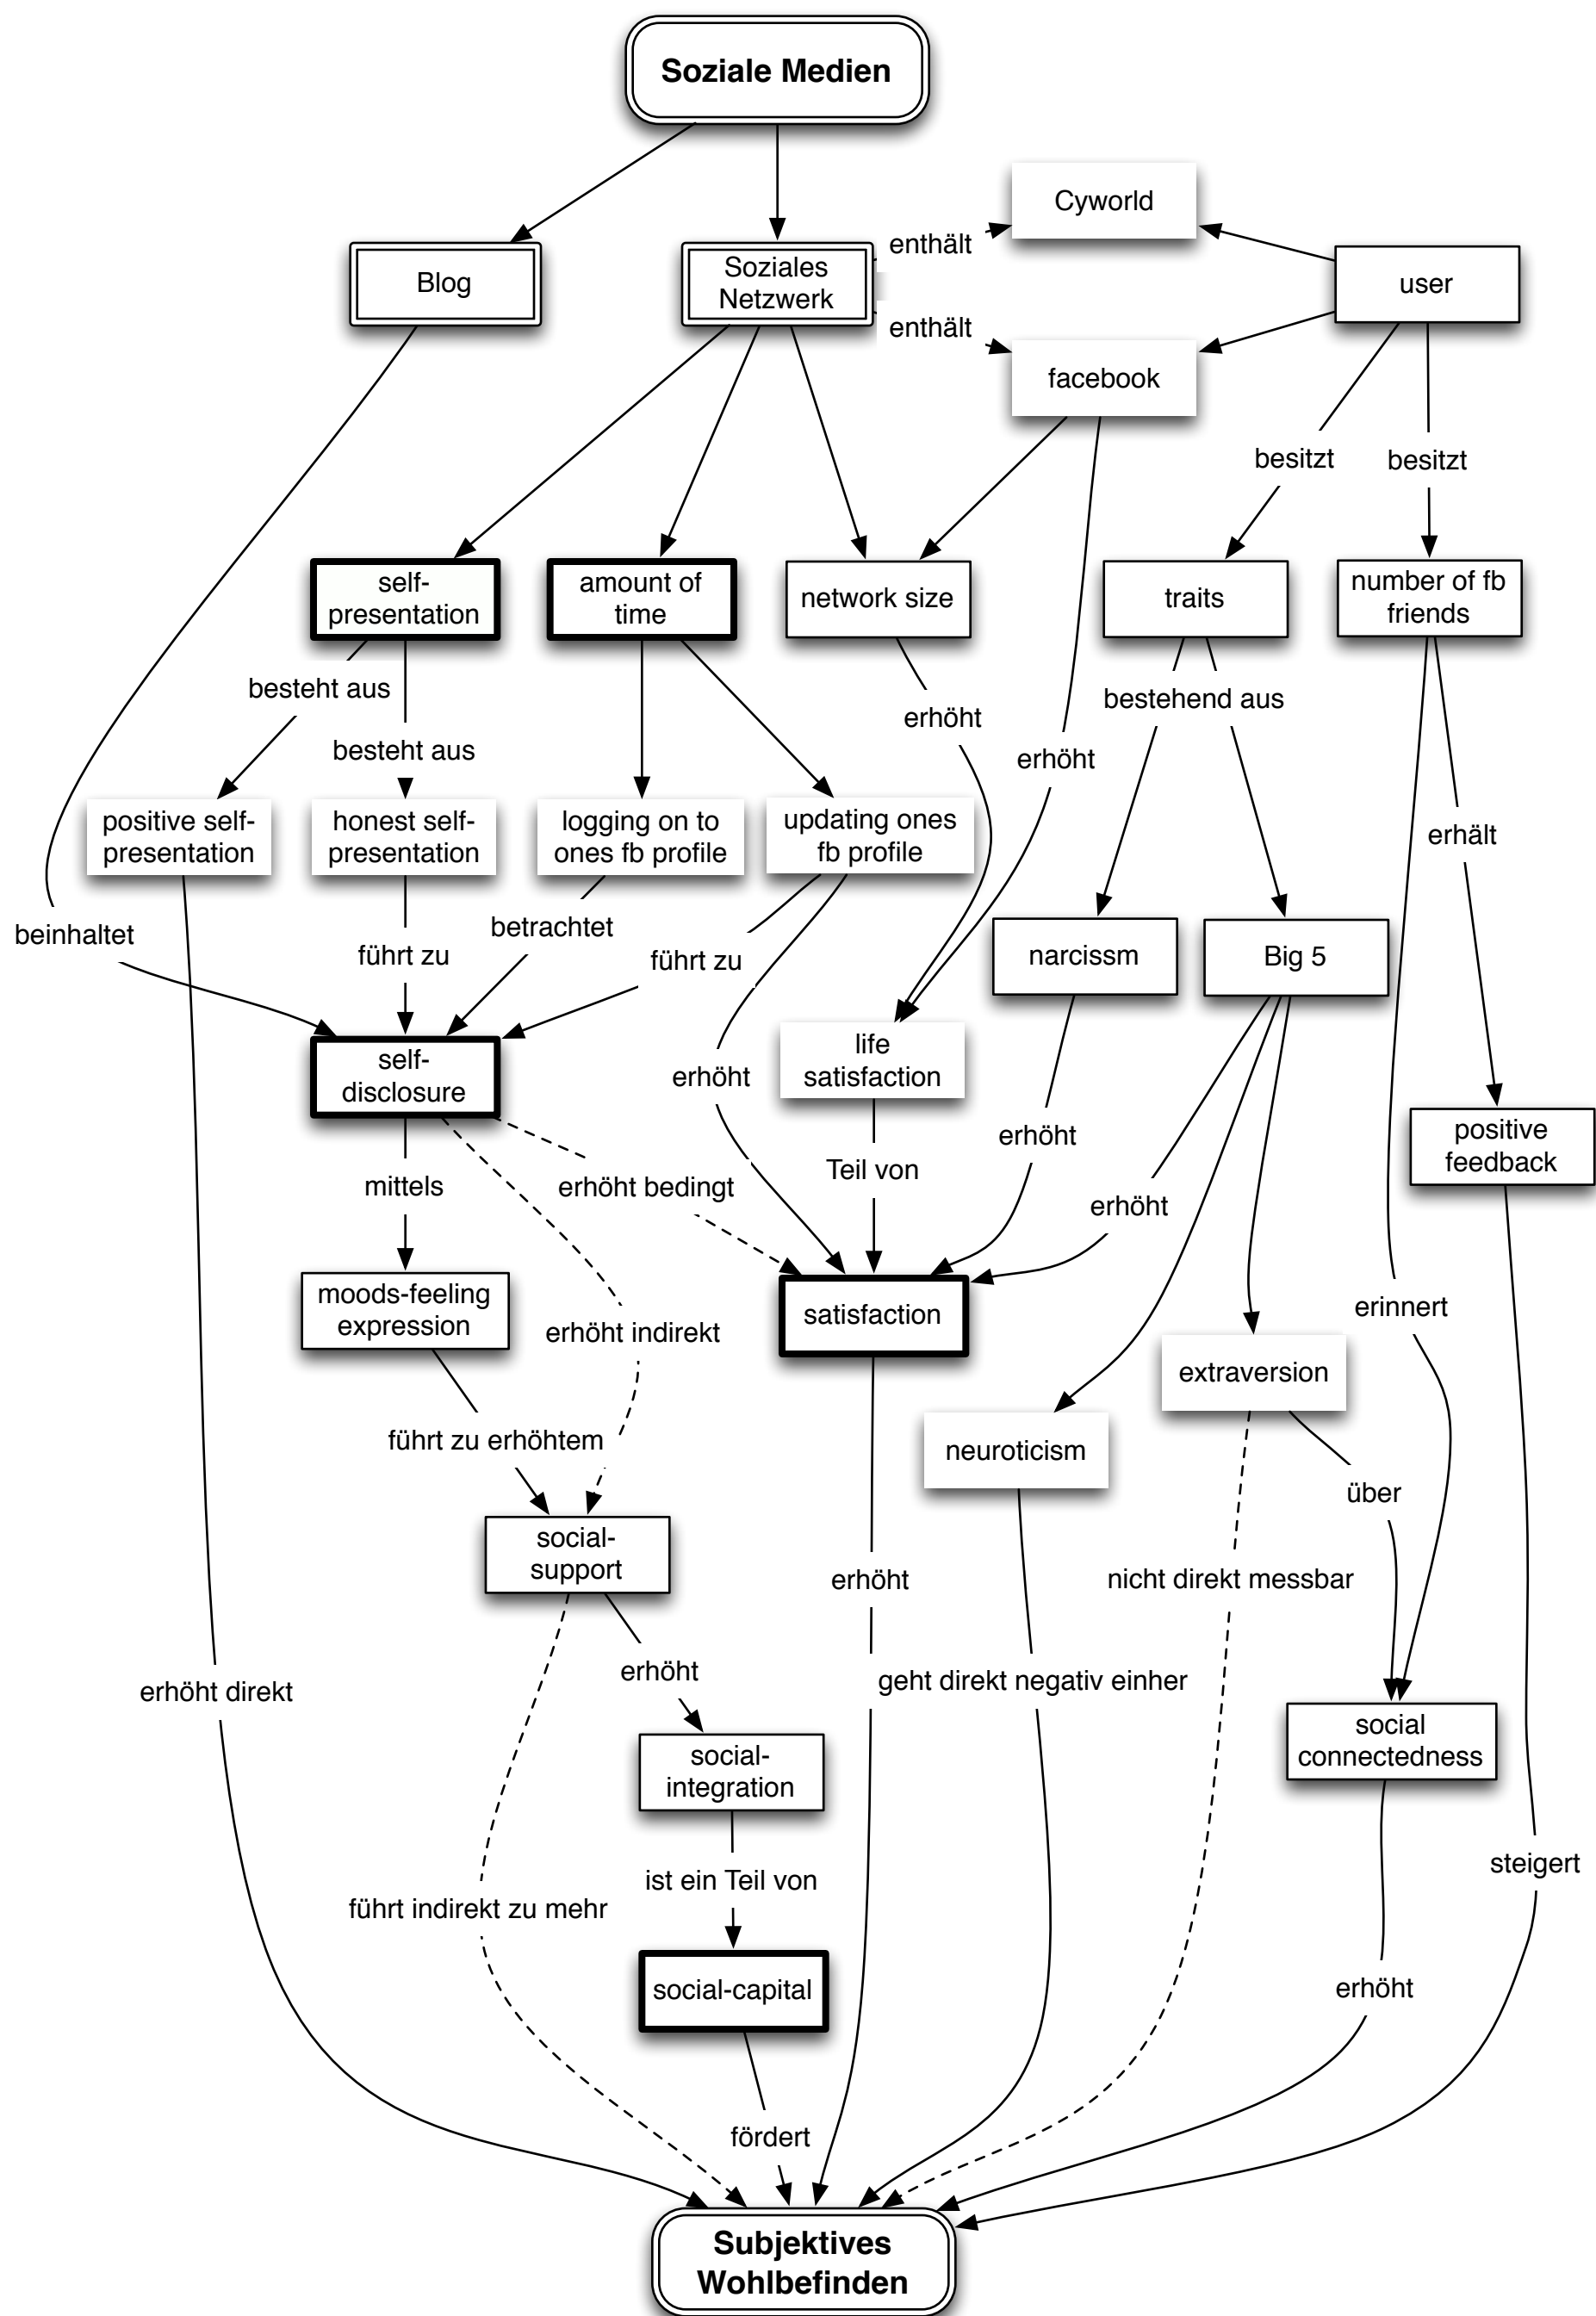 Soziale Medien
Cyworld
enthält
Blog
Soziales
Netzwerk
user
enthält
facebook
besitzt
besitzt
self-
presentation
amount of
time
network size
traits
number of fb
friends
besteht aus
bestehend aus
erhöht
besteht aus
erhöht
positive self-
presentation
honest self-
presentation
logging on to
ones fb profile
updating ones
fb profile
erhält
beinhaltet
betrachtet
führt zu
führt zu
narcissm
Big 5
self-
disclosure
erhöht
life
satisfaction
erhöht
positive
feedback
mittels
erhöht bedingt
Teil von
erhöht
moods-feeling
expression
erhöht indirekt
satisfaction
erinnert
extraversion
führt zu erhöhtem
neuroticism
über
social-
support
erhöht
nicht direkt messbar
erhöht
erhöht direkt
geht direkt negativ einher
social
connectedness
social-
integration
ist ein Teil von
steigert
führt indirekt zu mehr
social-capital
erhöht
fördert
Subjektives
Wohlbefinden